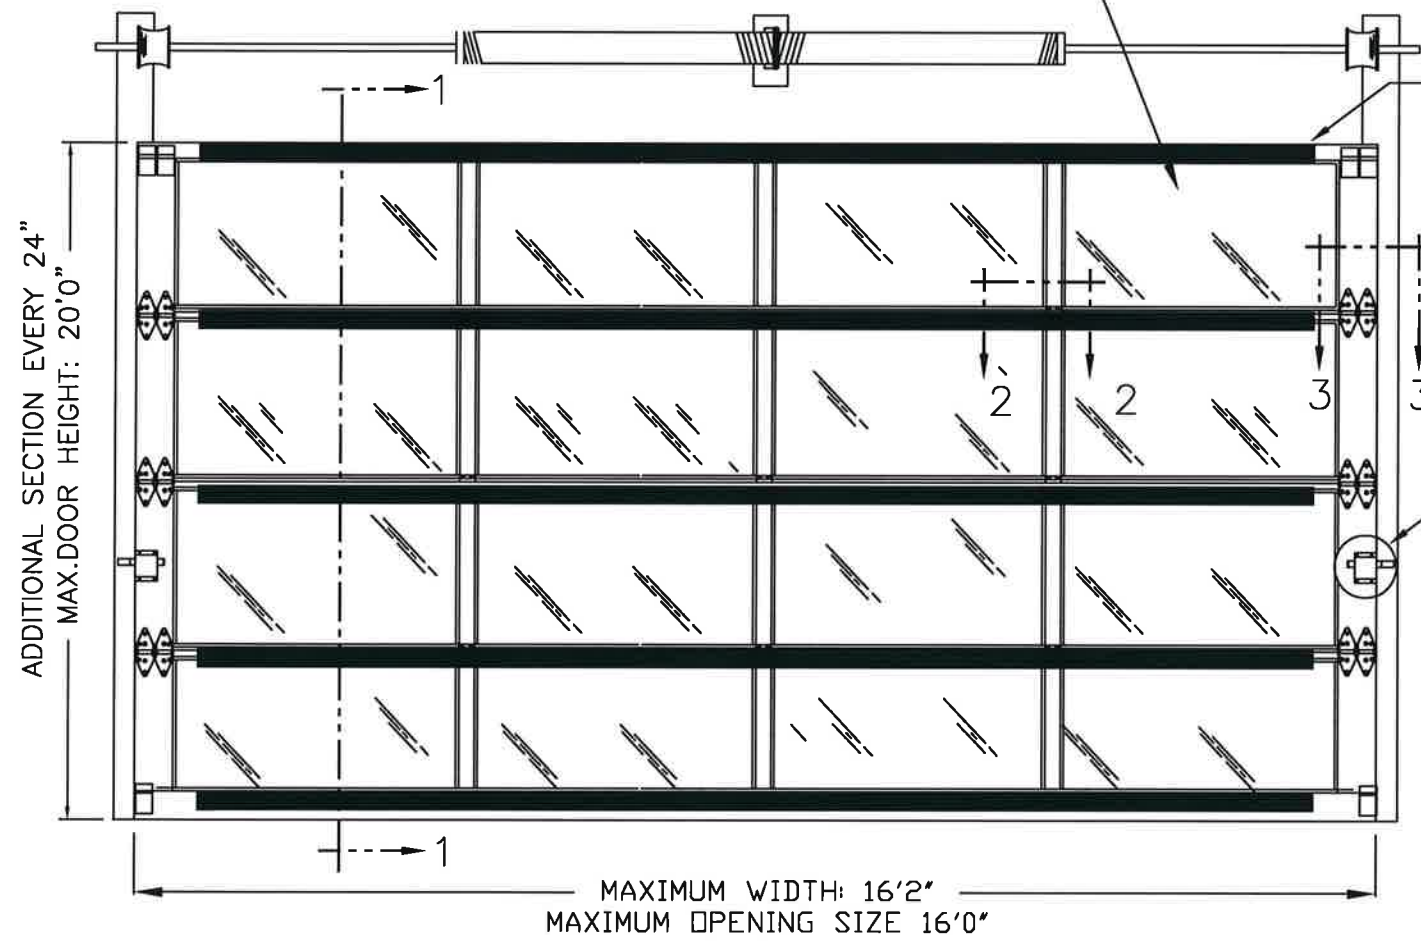 1
ADDITIONAL SECTION EVERY 24"
MAX.DOOR HEIGHT: 20'0"
2 2
3 3
1
MAXIMUM WIDTH: 16'2"
MAXIMUM OPENING SIZE 16'0"